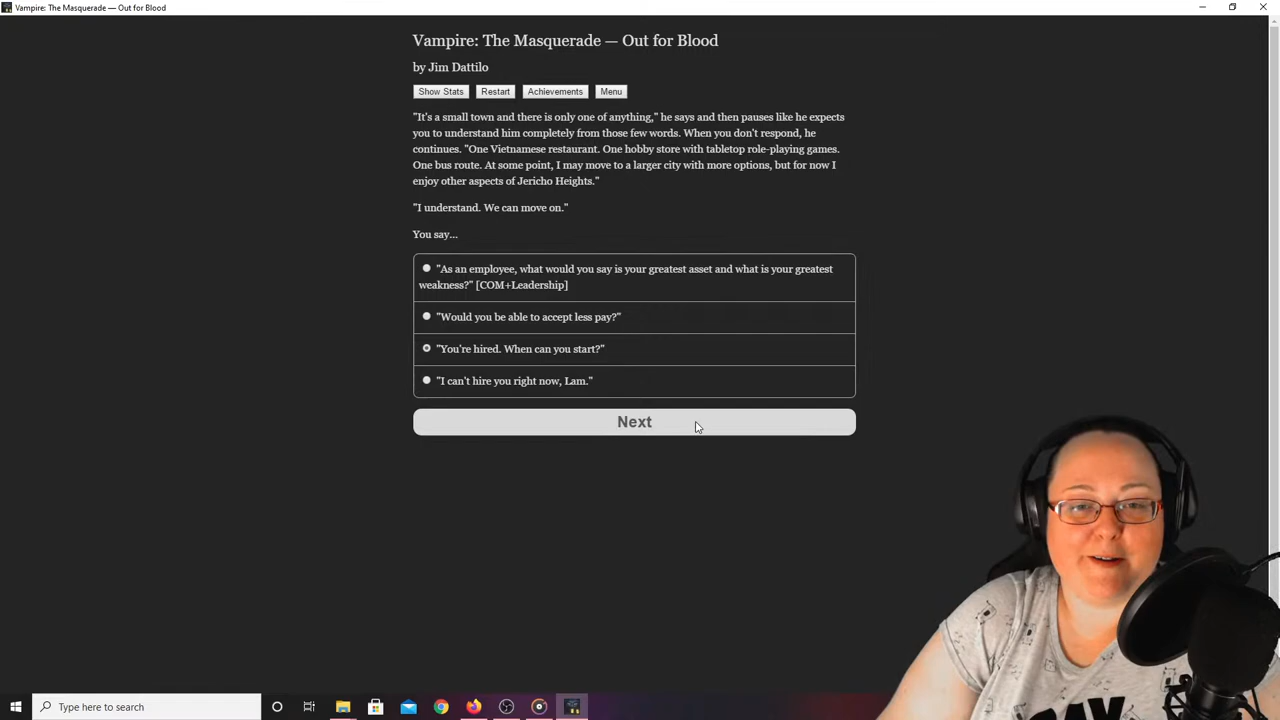 Vampire: The Masquerade — Out for Blood
Vampire: The Masquerade — Out for Blood
by Jim Dattilo
Show Stats Restart Achievements Menu
"It's a small town and there is only one of anything," he says and then pauses like he expects
you to understand him completely from those few words. When you don't respond, he
continues. "One Vietnamese restaurant. One hobby store with tabletop role-playing games.
One bus route. At some point, I may move to a larger city with more options, but for now I
enjoy other aspects of Jericho Heights."
"I understand. We can move on."
You say...
"As an employee, what would you say is your greatest asset and what is your greatest
weakness?" [COM+Leadership]
"Would you be able to accept less pay?"
"You're hired. When can you start?"
"I can't hire you right now, Lam."
Next
Type here to search